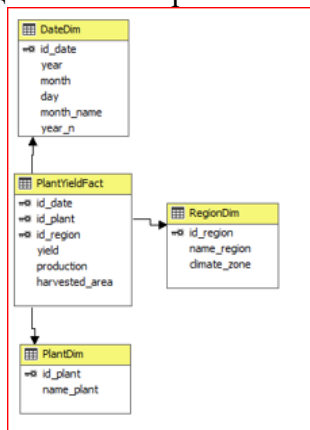 DateDim
id_date
year
month
day
month_name
year_n
PlantYieldFact
id_date
id_plant
id_region
yield
production
harvested_area
RegionDim
id_region
name_region
climate_zone
PlantDim
id_plant
name_plant